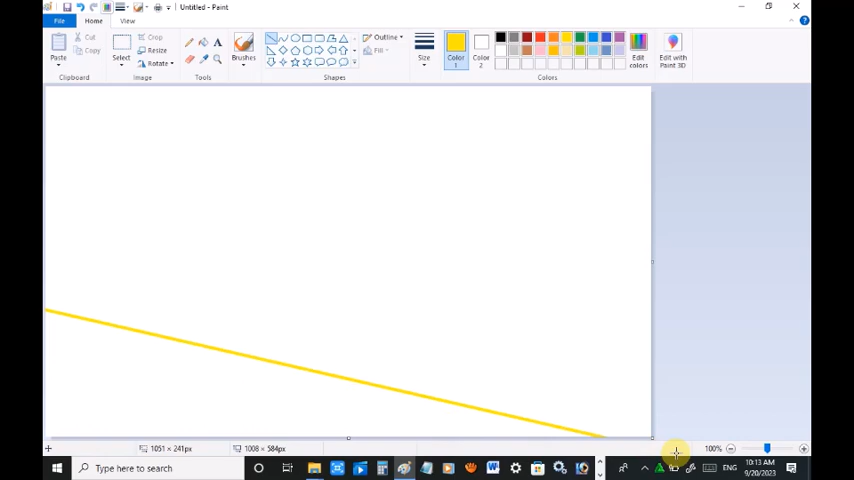 Untitled - Paint
File Home View
Paste
Cut
Copy
Clipboard
Select
Crop
Resize
Rotate
Image
A
Tools
Brushes
Outline
Fill
Shapes
Size
Color
1
Color
2
Edit
colors
Colors
Edit with
Paint 3D
1051 × 241px
1008 × 584px
100%
Type here to search
ENG
10:13 AM
9/20/2023